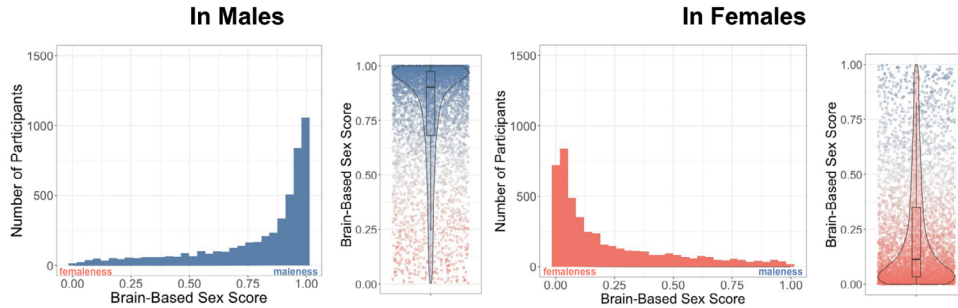 In Males
In Females
1500
1000
500
0
Number of Participants
femaleness
maleness
0.00 0.25 0.50 0.75 1.00
Brain-Based Sex Score
1.00
0.75
0.50
0.25
0.00
Brain-Based Sex Score
1500
1000
500
0
Number of Participants
femaleness
maleness
0.00 0.25 0.50 0.75 1.00
Brain-Based Sex Score
1.00
0.75
0.50
0.25
0.00
Brain-Based Sex Score